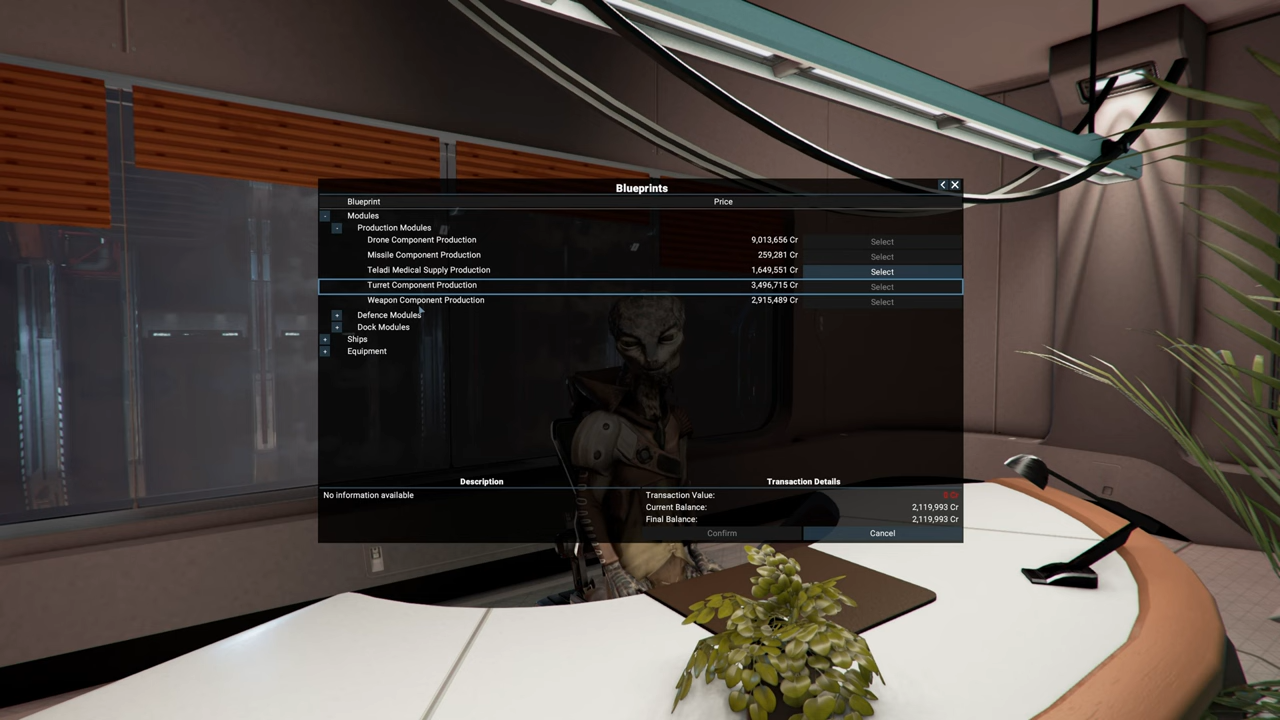 Blueprints
Blueprint Price
- Modules
- Production Modules
Drone Component Production 9,013,656 Cr Select
Missile Component Production 259,281 Cr Select
Teladi Medical Supply Production 1,649,551 Cr Select
Turret Component Production 3,496,715 Cr Select
Weapon Component Production 2,915,489 Cr Select
+ Defence Modules
+ Dock Modules
+ Ships
+ Equipment
Description
No information available
Transaction Details
Transaction Value: 0 Cr
Current Balance: 2,119,993 Cr
Final Balance: 2,119,993 Cr
Confirm Cancel